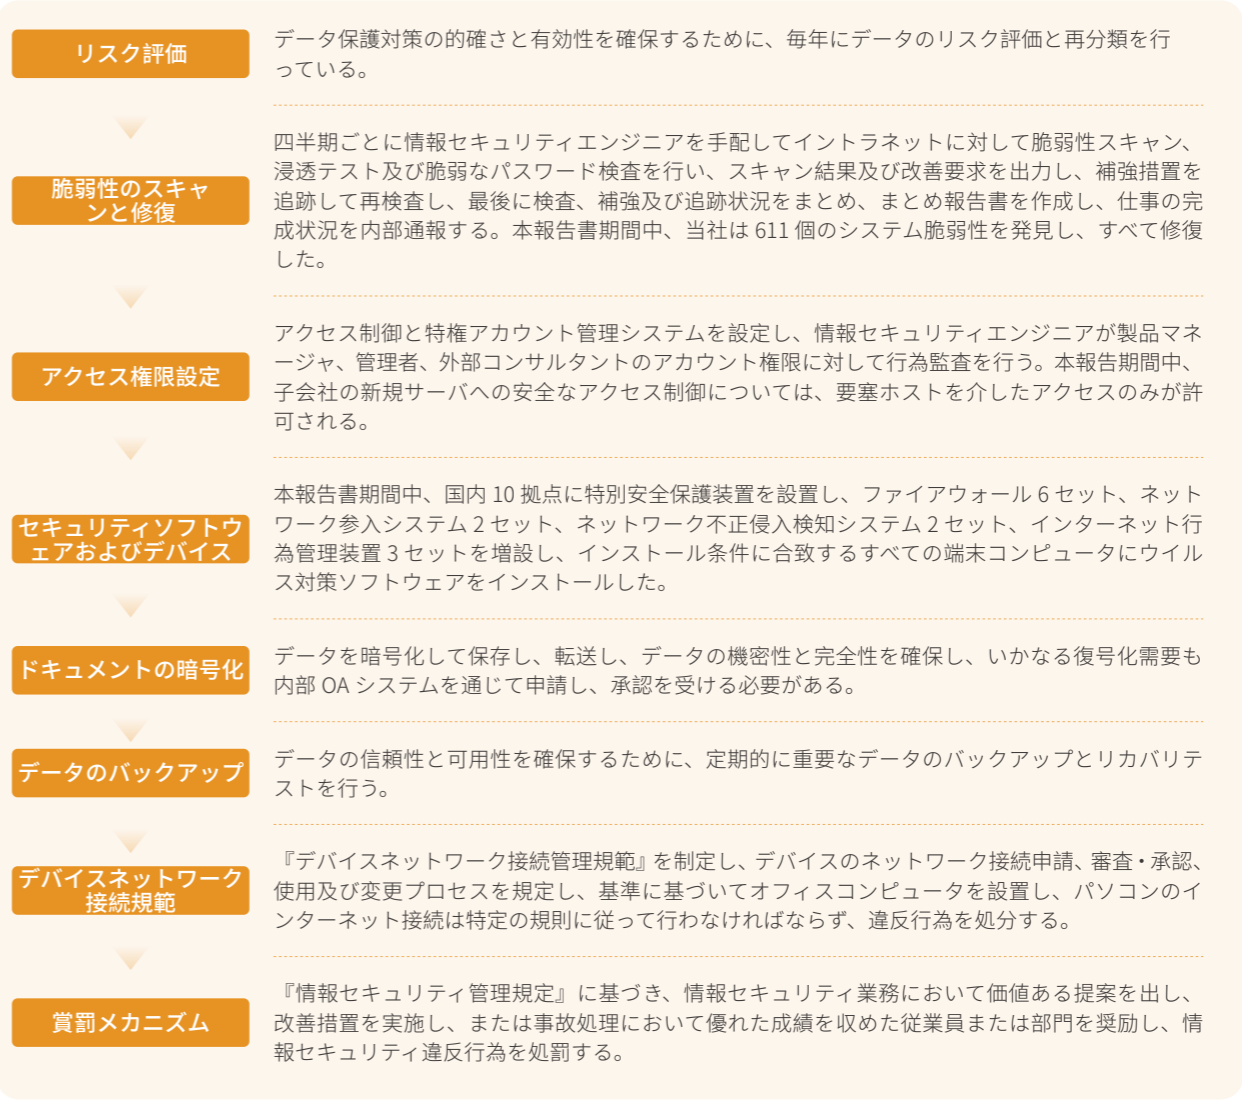 リスク評価
データ保護対策の的確さと有効性を確保するために、毎年にデータのリスク評価と再分類を行
っている。
脆弱性のスキャ
ンと修復
四半期ごとに情報セキュリティエンジニアを手配してイントラネットに対して脆弱性スキャン、
浸透テスト及び脆弱なパスワード検査を行い、スキャン結果及び改善要求を出力し、補強措置を
追跡して再検査し、最後に検査、補強及び追跡状況をまとめ、まとめ報告書を作成し、仕事の完
成状況を内部通報する。本報告書期間中、当社は 611 個のシステム脆弱性を発見し、すべて修復
した。
アクセス権限設定
アクセス制御と特権アカウント管理システムを設定し、情報セキュリティエンジニアが製品マネ
ージャ、管理者、外部コンサルタントのアカウント権限に対して行為監査を行う。本報告期間中、
子会社の新規サーバへの安全なアクセス制御については、要塞ホストを介したアクセスのみが許
可される。
セキュリティソフトウ
ェアおよびデバイス
本報告書期間中、国内 10 拠点に特別安全保護装置を設置し、ファイアウォール 6 セット、ネット
ワーク参入システム 2 セット、ネットワーク不正侵入検知システム 2 セット、インターネット行
為管理装置 3 セットを増設し、インストール条件に合致するすべての端末コンピュータにウイル
ス対策ソフトウェアをインストールした。
ドキュメントの暗号化
データを暗号化して保存し、転送し、データの機密性と完全性を確保し、いかなる復号化需要も
内部 OA システムを通じて申請し、承認を受ける必要がある。
データのバックアップ
データの信頼性と可用性を確保するために、定期的に重要なデータのバックアップとリカバリテ
ストを行う。
デバイスネットワーク
接続規範
『デバイスネットワーク接続管理規範』を制定し、デバイスのネットワーク接続申請、審査・承認、
使用及び変更プロセスを規定し、基準に基づいてオフィスコンピュータを設置し、パソコンのイ
ンターネット接続は特定の規則に従って行わなければならず、違反行為を処分する。
賞罰メカニズム
『情報セキュリティ管理規定』に基づき、情報セキュリティ業務において価値ある提案を出し、
改善措置を実施し、または事故処理において優れた成績を収めた従業員または部門を奨励し、情
報セキュリティ違反行為を処罰する。